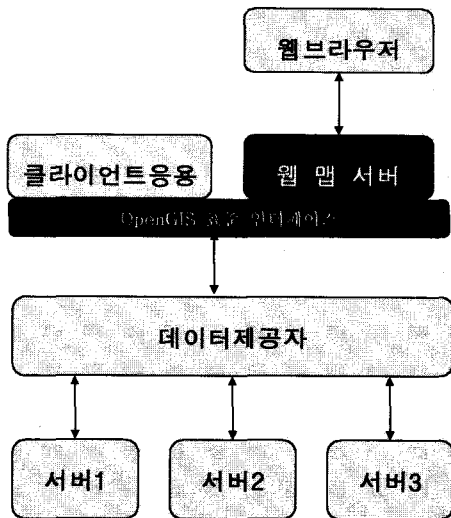 웹브라우저
클라이언트응용
웹 맵 서버
OpenGIS 표준 인터페이스
데이터제공자
서버1
서버2
서버3